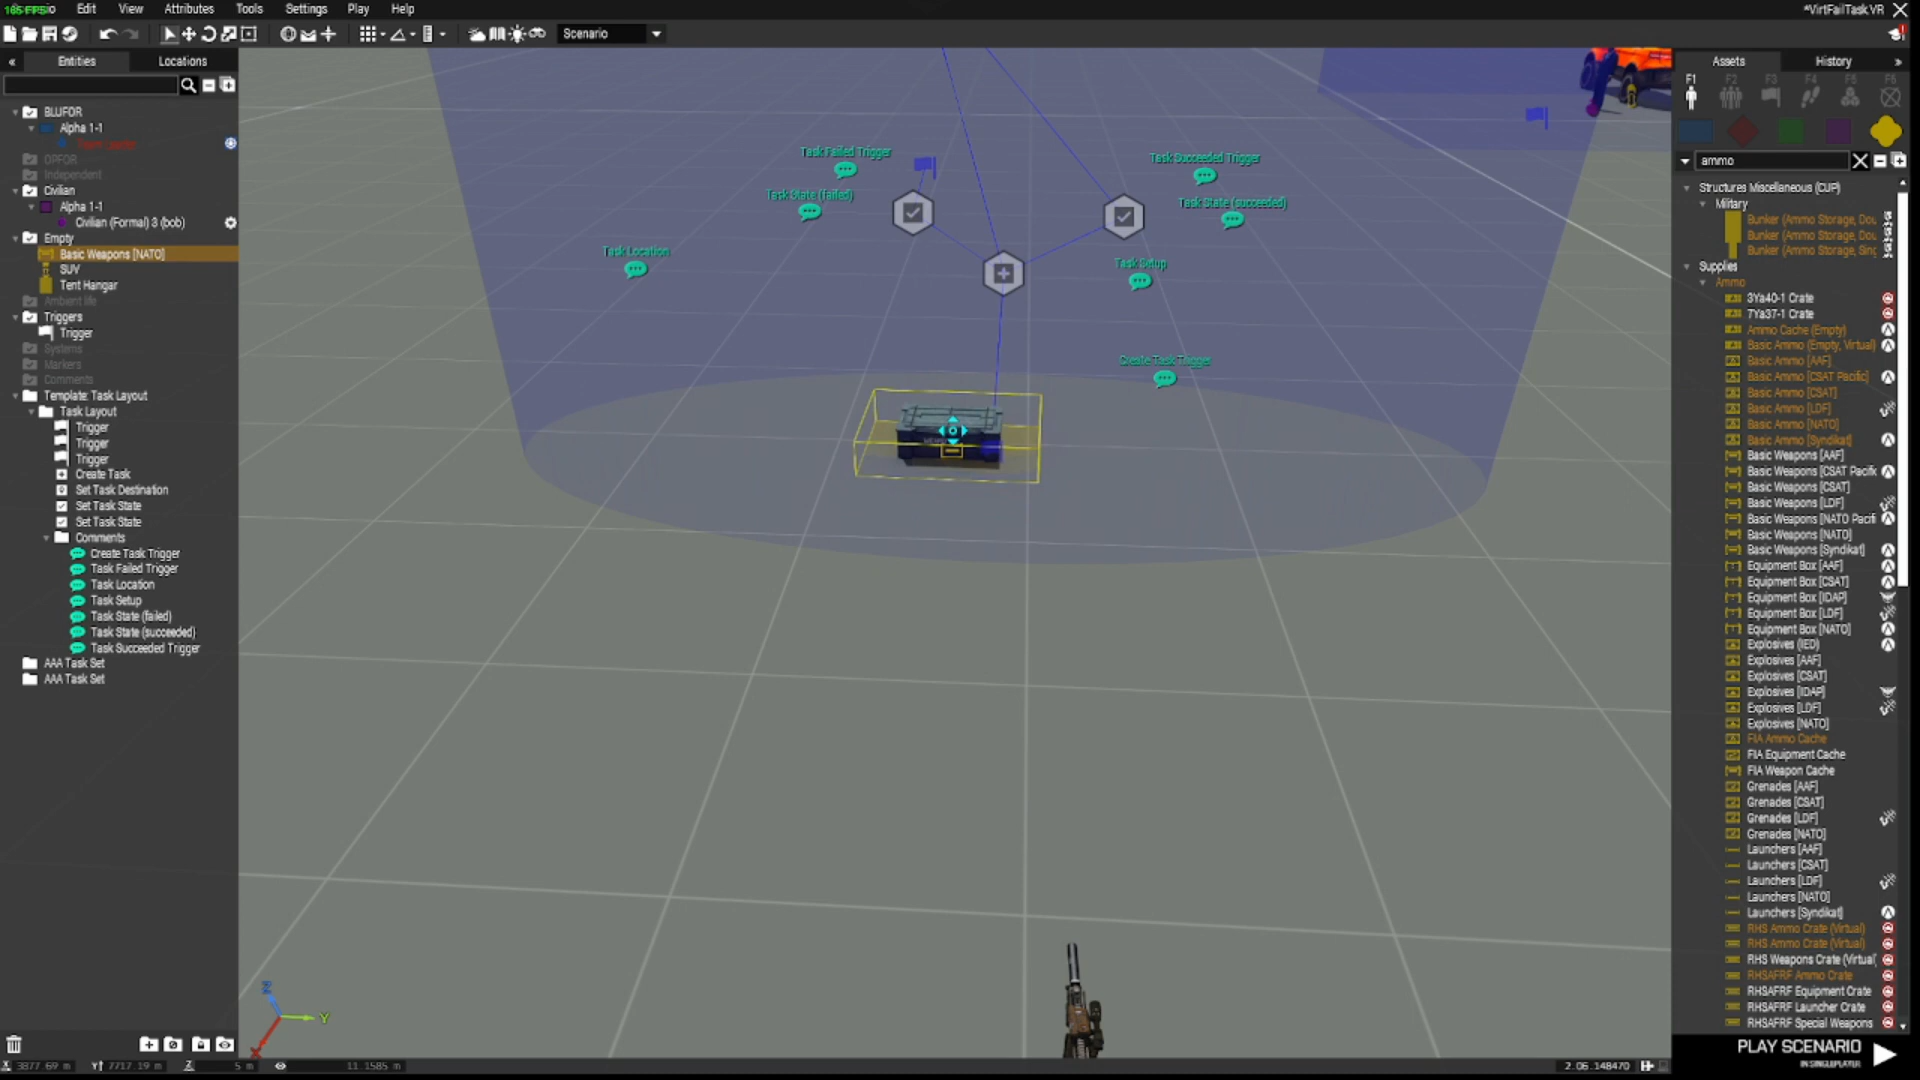 Edit View Attributes Tools Settings Play Help
*VirtFailTask.VR
Scenario
Entities
Locations
BLUFOR
Alpha 1-1
OPFOR
Independent
Civilian
Alpha 1-1
Civilian (Formal) 3 (bob)
Empty
Basic Weapons [NATO]
SUV
Tent Hangar
Ambient life
Triggers
Trigger
Systems
Markers
Comments
Template: Task Layout
Task Layout
Trigger
Trigger
Trigger
Create Task
Set Task Destination
Set Task State
Set Task State
Comments
Create Task Trigger
Task Failed Trigger
Task Location
Task Setup
Task State (failed)
Task State (succeeded)
Task Succeeded Trigger
AAA Task Set
AAA Task Set
Task Failed Trigger
Task State (failed)
Task Location
Task Succeeded Trigger
Task State (succeeded)
Task Setup
Create Task Trigger
Z
Y
X
Assets
History
F1 F2 F3 F4 F5 F6
ammo
Structures Miscellaneous (CUP)
Military
Bunker (Ammo Storage, Dou
Bunker (Ammo Storage, Dou
Bunker (Ammo Storage, Sing
Supplies
Ammo
3Ya40-1 Crate
7Ya37-1 Crate
Ammo Cache (Empty)
Basic Ammo (Empty, Virtual)
Basic Ammo [AAF]
Basic Ammo [CSAT Pacific]
Basic Ammo [CSAT]
Basic Ammo [LDF]
Basic Ammo [NATO]
Basic Ammo [Syndikat]
Basic Weapons [AAF]
Basic Weapons [CSAT Pacifi
Basic Weapons [CSAT]
Basic Weapons [LDF]
Basic Weapons [NATO Pacifi
Basic Weapons [NATO]
Basic Weapons [Syndikat]
Equipment Box [AAF]
Equipment Box [CSAT]
Equipment Box [IDAP]
Equipment Box [LDF]
Equipment Box [NATO]
Explosives (IED)
Explosives [AAF]
Explosives [CSAT]
Explosives [IDAP]
Explosives [LDF]
Explosives [NATO]
FIA Ammo Cache
FIA Equipment Cache
FIA Weapon Cache
Grenades [AAF]
Grenades [CSAT]
Grenades [LDF]
Grenades [NATO]
Launchers [AAF]
Launchers [CSAT]
Launchers [LDF]
Launchers [NATO]
Launchers [Syndikat]
RHS Ammo Crate (Virtual)
RHS Ammo Crate (Virtual)
RHS Weapons Crate (Virtual
RHSAFRF Ammo Crate
RHSAFRF Equipment Crate
RHSAFRF Launcher Crate
RHSAFRF Special Weapons
X 3877.69 m Y 7717.19 m Z 5 m 11.1585 m
2.06.148470
PLAY SCENARIO
IN SINGLEPLAYER